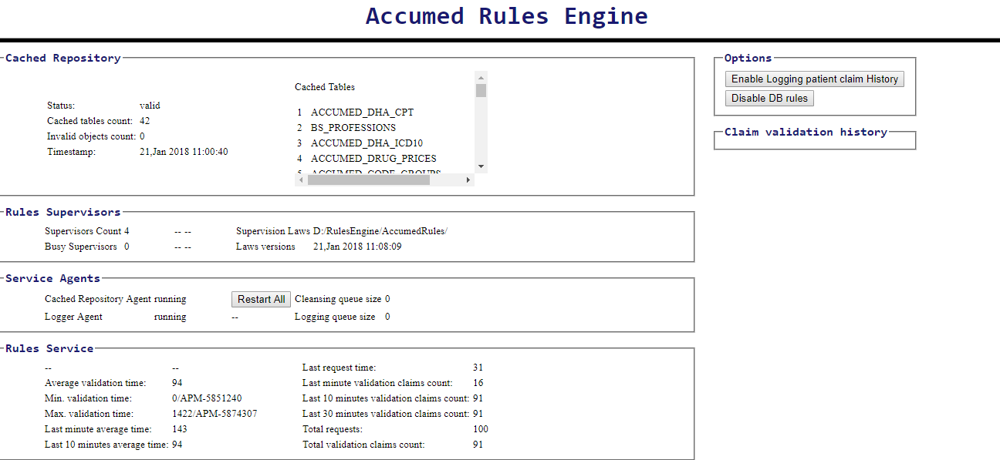 Accumed Rules Engine
Cached Repository
Status: valid
Cached tables count: 42
Invalid objects count: 0
Timestamp: 21,Jan 2018 11:00:40
Cached Tables
1 ACCUMED_DHA_CPT
2 BS_PROFESSIONS
3 ACCUMED_DHA_ICD10
4 ACCUMED_DRUG_PRICES
5 ACCUMED_CODE_GROUPS
Options
Enable Logging patient claim History
Disable DB rules
Claim validation history
Rules Supervisors
Supervisors Count 4 -- -- Supervision Laws D:/RulesEngine/AccumedRules/
Busy Supervisors 0 -- -- Laws versions 21,Jan 2018 11:08:09
Service Agents
Cached Repository Agent running Restart All Cleansing queue size 0
Logger Agent running -- Logging queue size 0
Rules Service
-- -- Last request time: 31
Average validation time: 94 Last minute validation claims count: 16
Min. validation time: 0/APM-5851240 Last 10 minutes validation claims count: 91
Max. validation time: 1422/APM-5874307 Last 30 minutes validation claims count: 91
Last minute average time: 143 Total requests: 100
Last 10 minutes average time: 94 Total validation claims count: 91